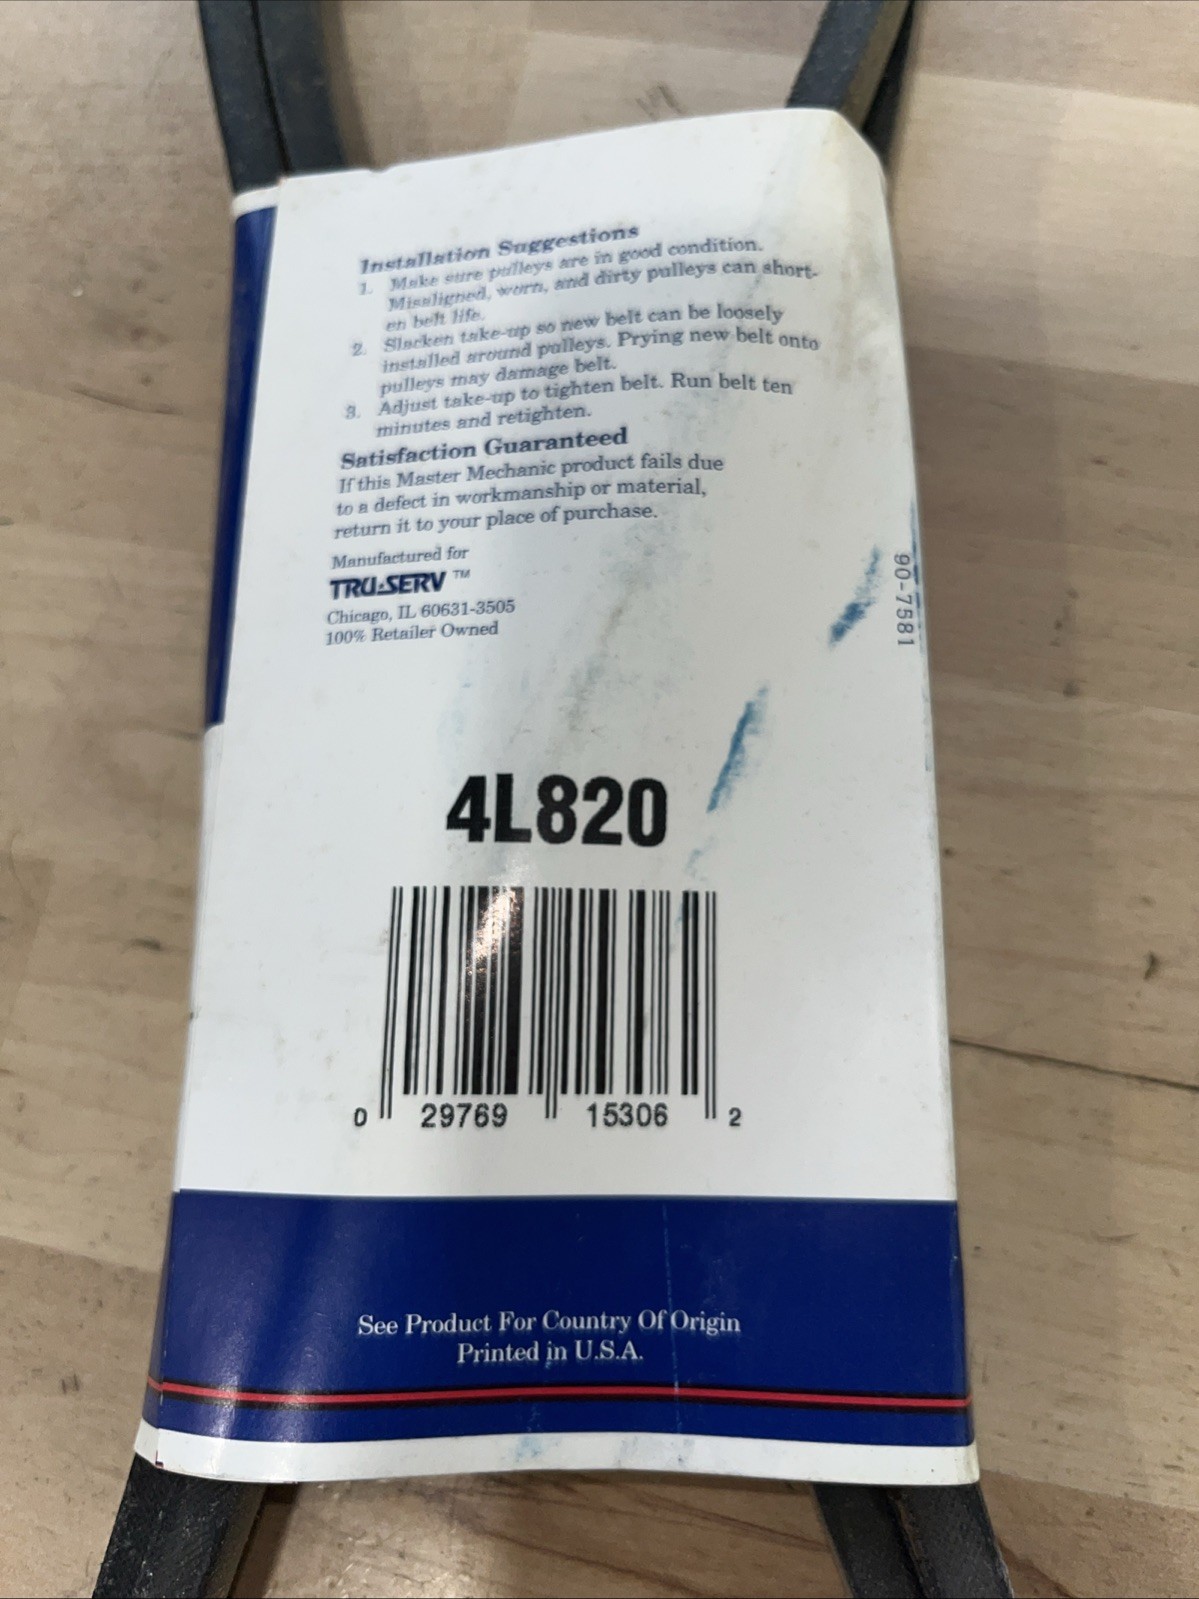 Installation Suggestions
1. Make sure pulleys are in good condition.
Misaligned, worn, and dirty pulleys can short-
en belt life.
2. Slacken take-up so new belt can be loosely
installed around pulleys. Prying new belt onto
pulleys may damage belt.
3. Adjust take-up to tighten belt. Run belt ten
minutes and retighten.
Satisfaction Guaranteed
If this Master Mechanic product fails due
to a defect in workmanship or material,
return it to your place of purchase.
Manufactured for
TRU-SERV ™
Chicago, IL 60631-3505
100% Retailer Owned
90-7581
4L820
0 29769 15306 2
See Product For Country Of Origin
Printed in U.S.A.